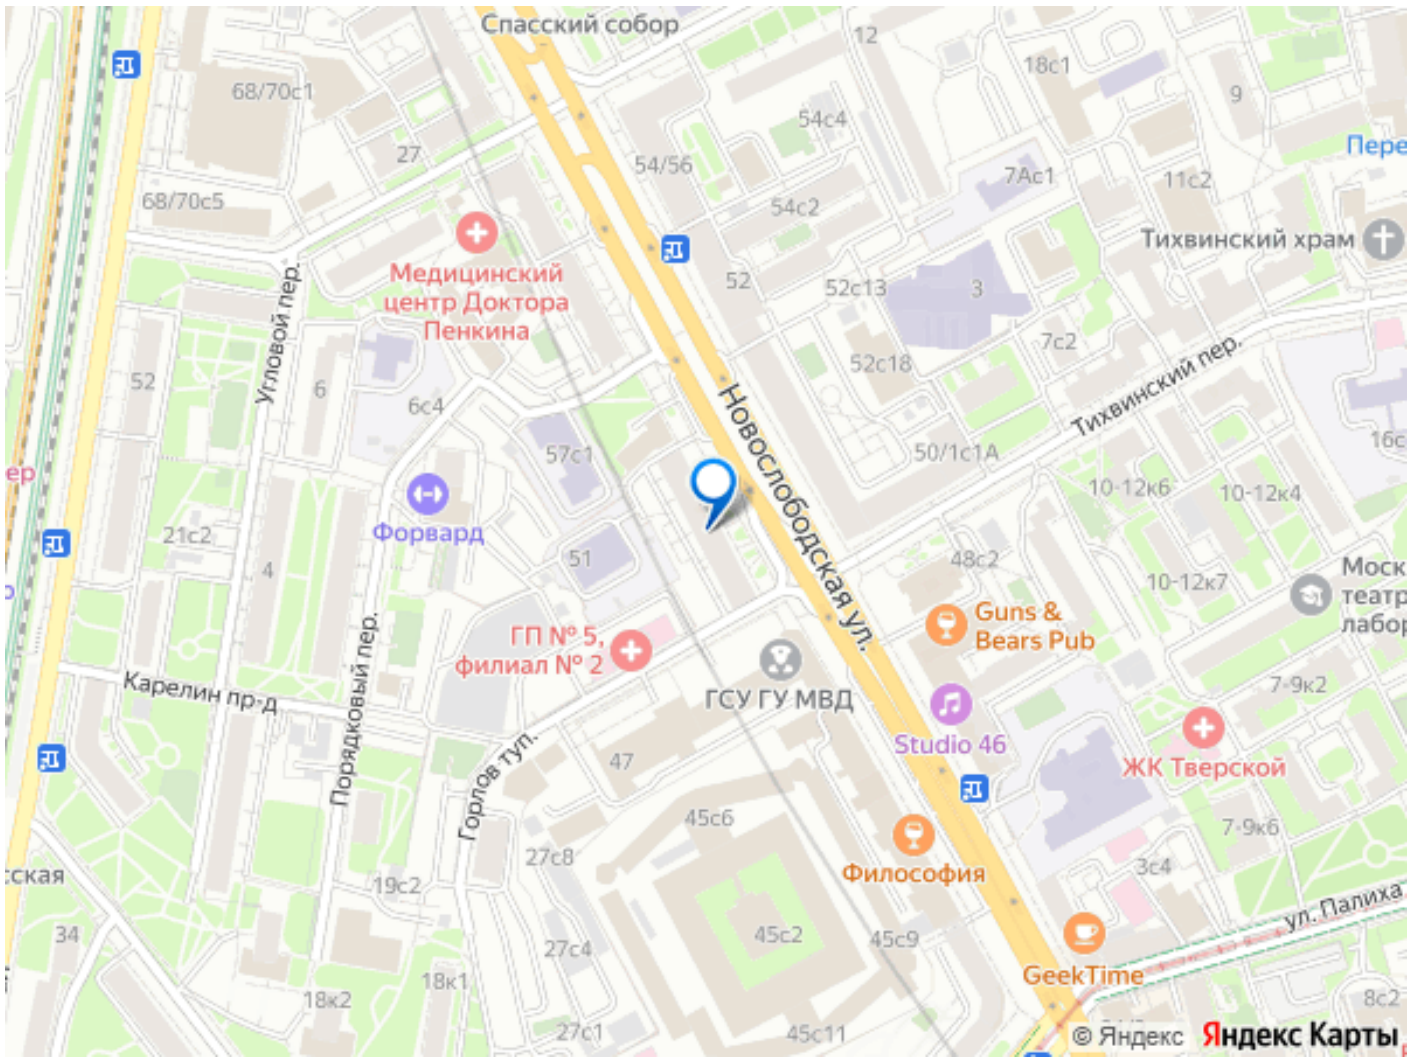 Спасский собор
12
18с1
68/70с1
9
54с4
Пере
27
54/56
7Ас1
11с2
68/70с5
54с2
Тихвинский храм
Медицинский
центр Доктора
Пенкина
52
52с13
3
Угловой пер.
7с2
52с18
Тихвинский пер.
52
6
6с4
Новослободская ул.
16с
57с1
50/1с1А
ер
10-12к6
10-12к4
Форвард
21с2
51
4
48с2
10-12к7
Моск
театр
лабор
о
Guns &
Bears Pub
ГП № 5,
филиал № 2
Порядковый пер.
Карелин пр-д
ГСУ ГУ МВД
7-9к2
Studio 46
ЖК Тверской
Горлов туп.
47
45с6
7-9к6
27с8
Философия
3с4
сская
19с2
ул. Палиха
34
27с4
45с2
45с9
GeekTime
18к1
18к2
8с2
27с1
45с11
© Яндекс Яндекс Карты